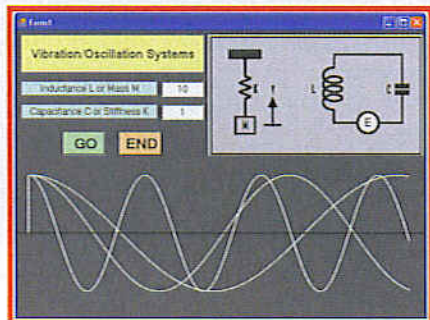 Form1
Vibration/Oscillation Systems
Inductance L or Mass M 10
Capacitance C or Stiffness K 1
GO END
K Y
M
L C
E